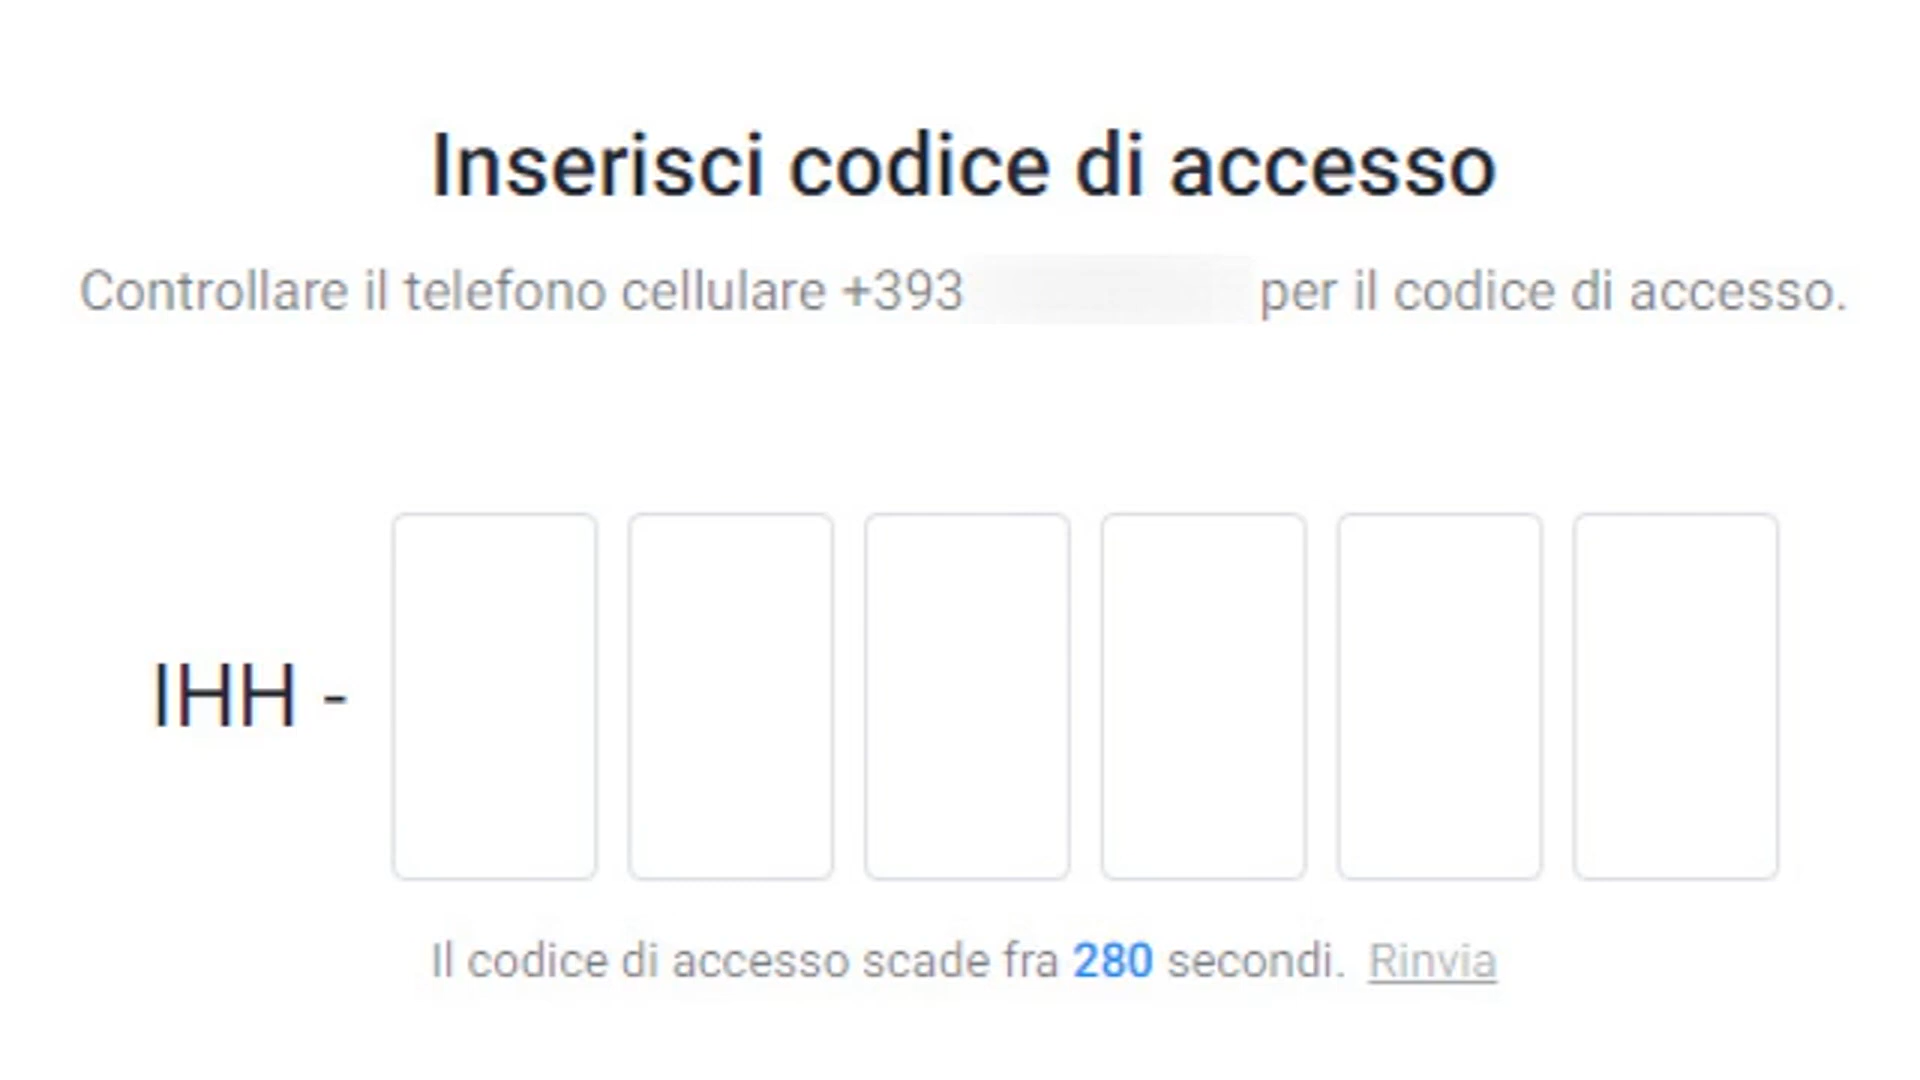 Inserisci codice di accesso
Controllare il telefono cellulare +393 per il codice di accesso.
IHH -
Il codice di accesso scade fra 280 secondi. Rinvia